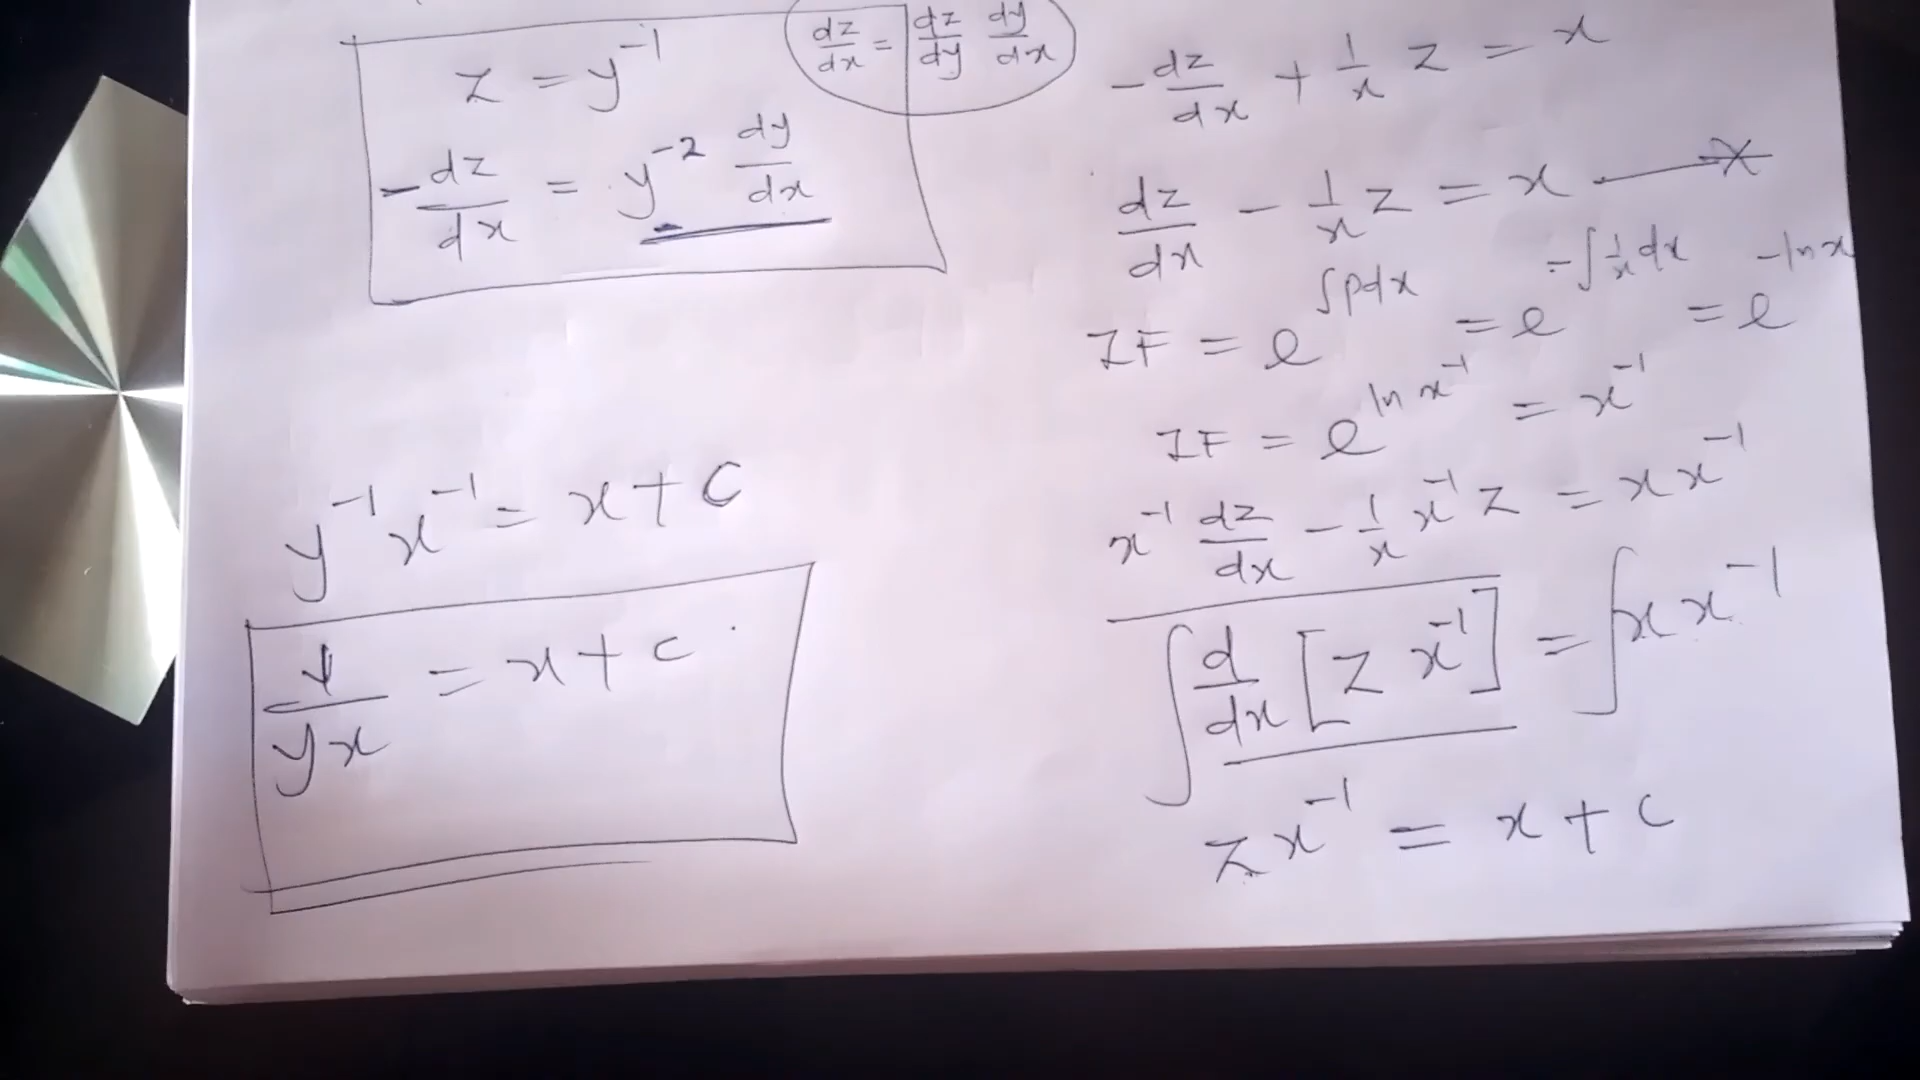 z = y^-1
-dz/dx = y^-2 dy/dx
dz/dx = dz/dy dy/dx
y^-1 x^-1 = x + c
1/yx = x + c.
-dz/dx + 1/x z = x
dz/dx - 1/x z = x
IF = e^∫pdx = e^-∫1/x dx = e^-ln x
IF = e^ln x^-1 = x^-1
x^-1 dz/dx - 1/x x^-1 z = x x^-1
∫ d/dx [z x^-1] = ∫ x x^-1
z x^-1 = x + c